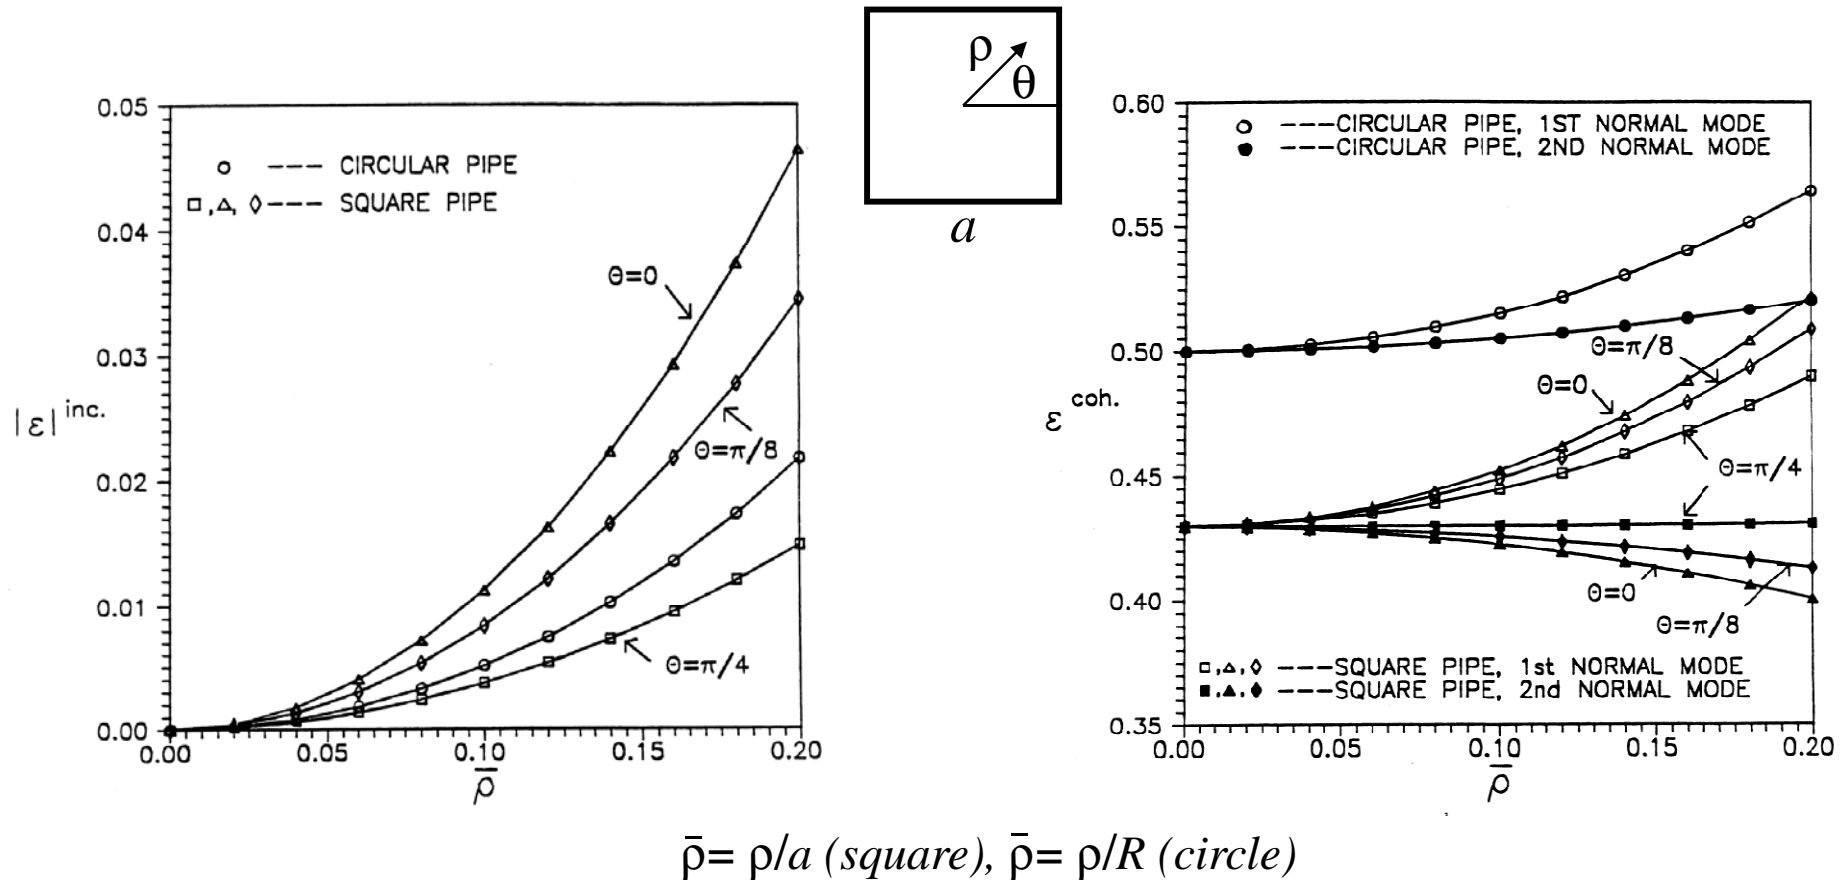 ρ
θ
a
0.05
0.04
0.03
0.02
0.01
0.00
0.00
0.05
0.10
0.15
0.20
|ε| inc.
ρ̄
○ --- CIRCULAR PIPE
□,△,◇--- SQUARE PIPE
Θ=0
Θ=π/8
Θ=π/4
0.60
0.55
0.50
0.45
0.40
0.35
0.00
0.05
0.10
0.15
0.20
ε coh.
ρ̄
○ ---CIRCULAR PIPE, 1ST NORMAL MODE
● ---CIRCULAR PIPE, 2ND NORMAL MODE
Θ=π/8
Θ=0
Θ=π/4
Θ=0
Θ=π/8
□,△,◇ ---SQUARE PIPE, 1st NORMAL MODE
■,▲,◆ ---SQUARE PIPE, 2nd NORMAL MODE
ρ̄= ρ/a (square), ρ̄= ρ/R (circle)